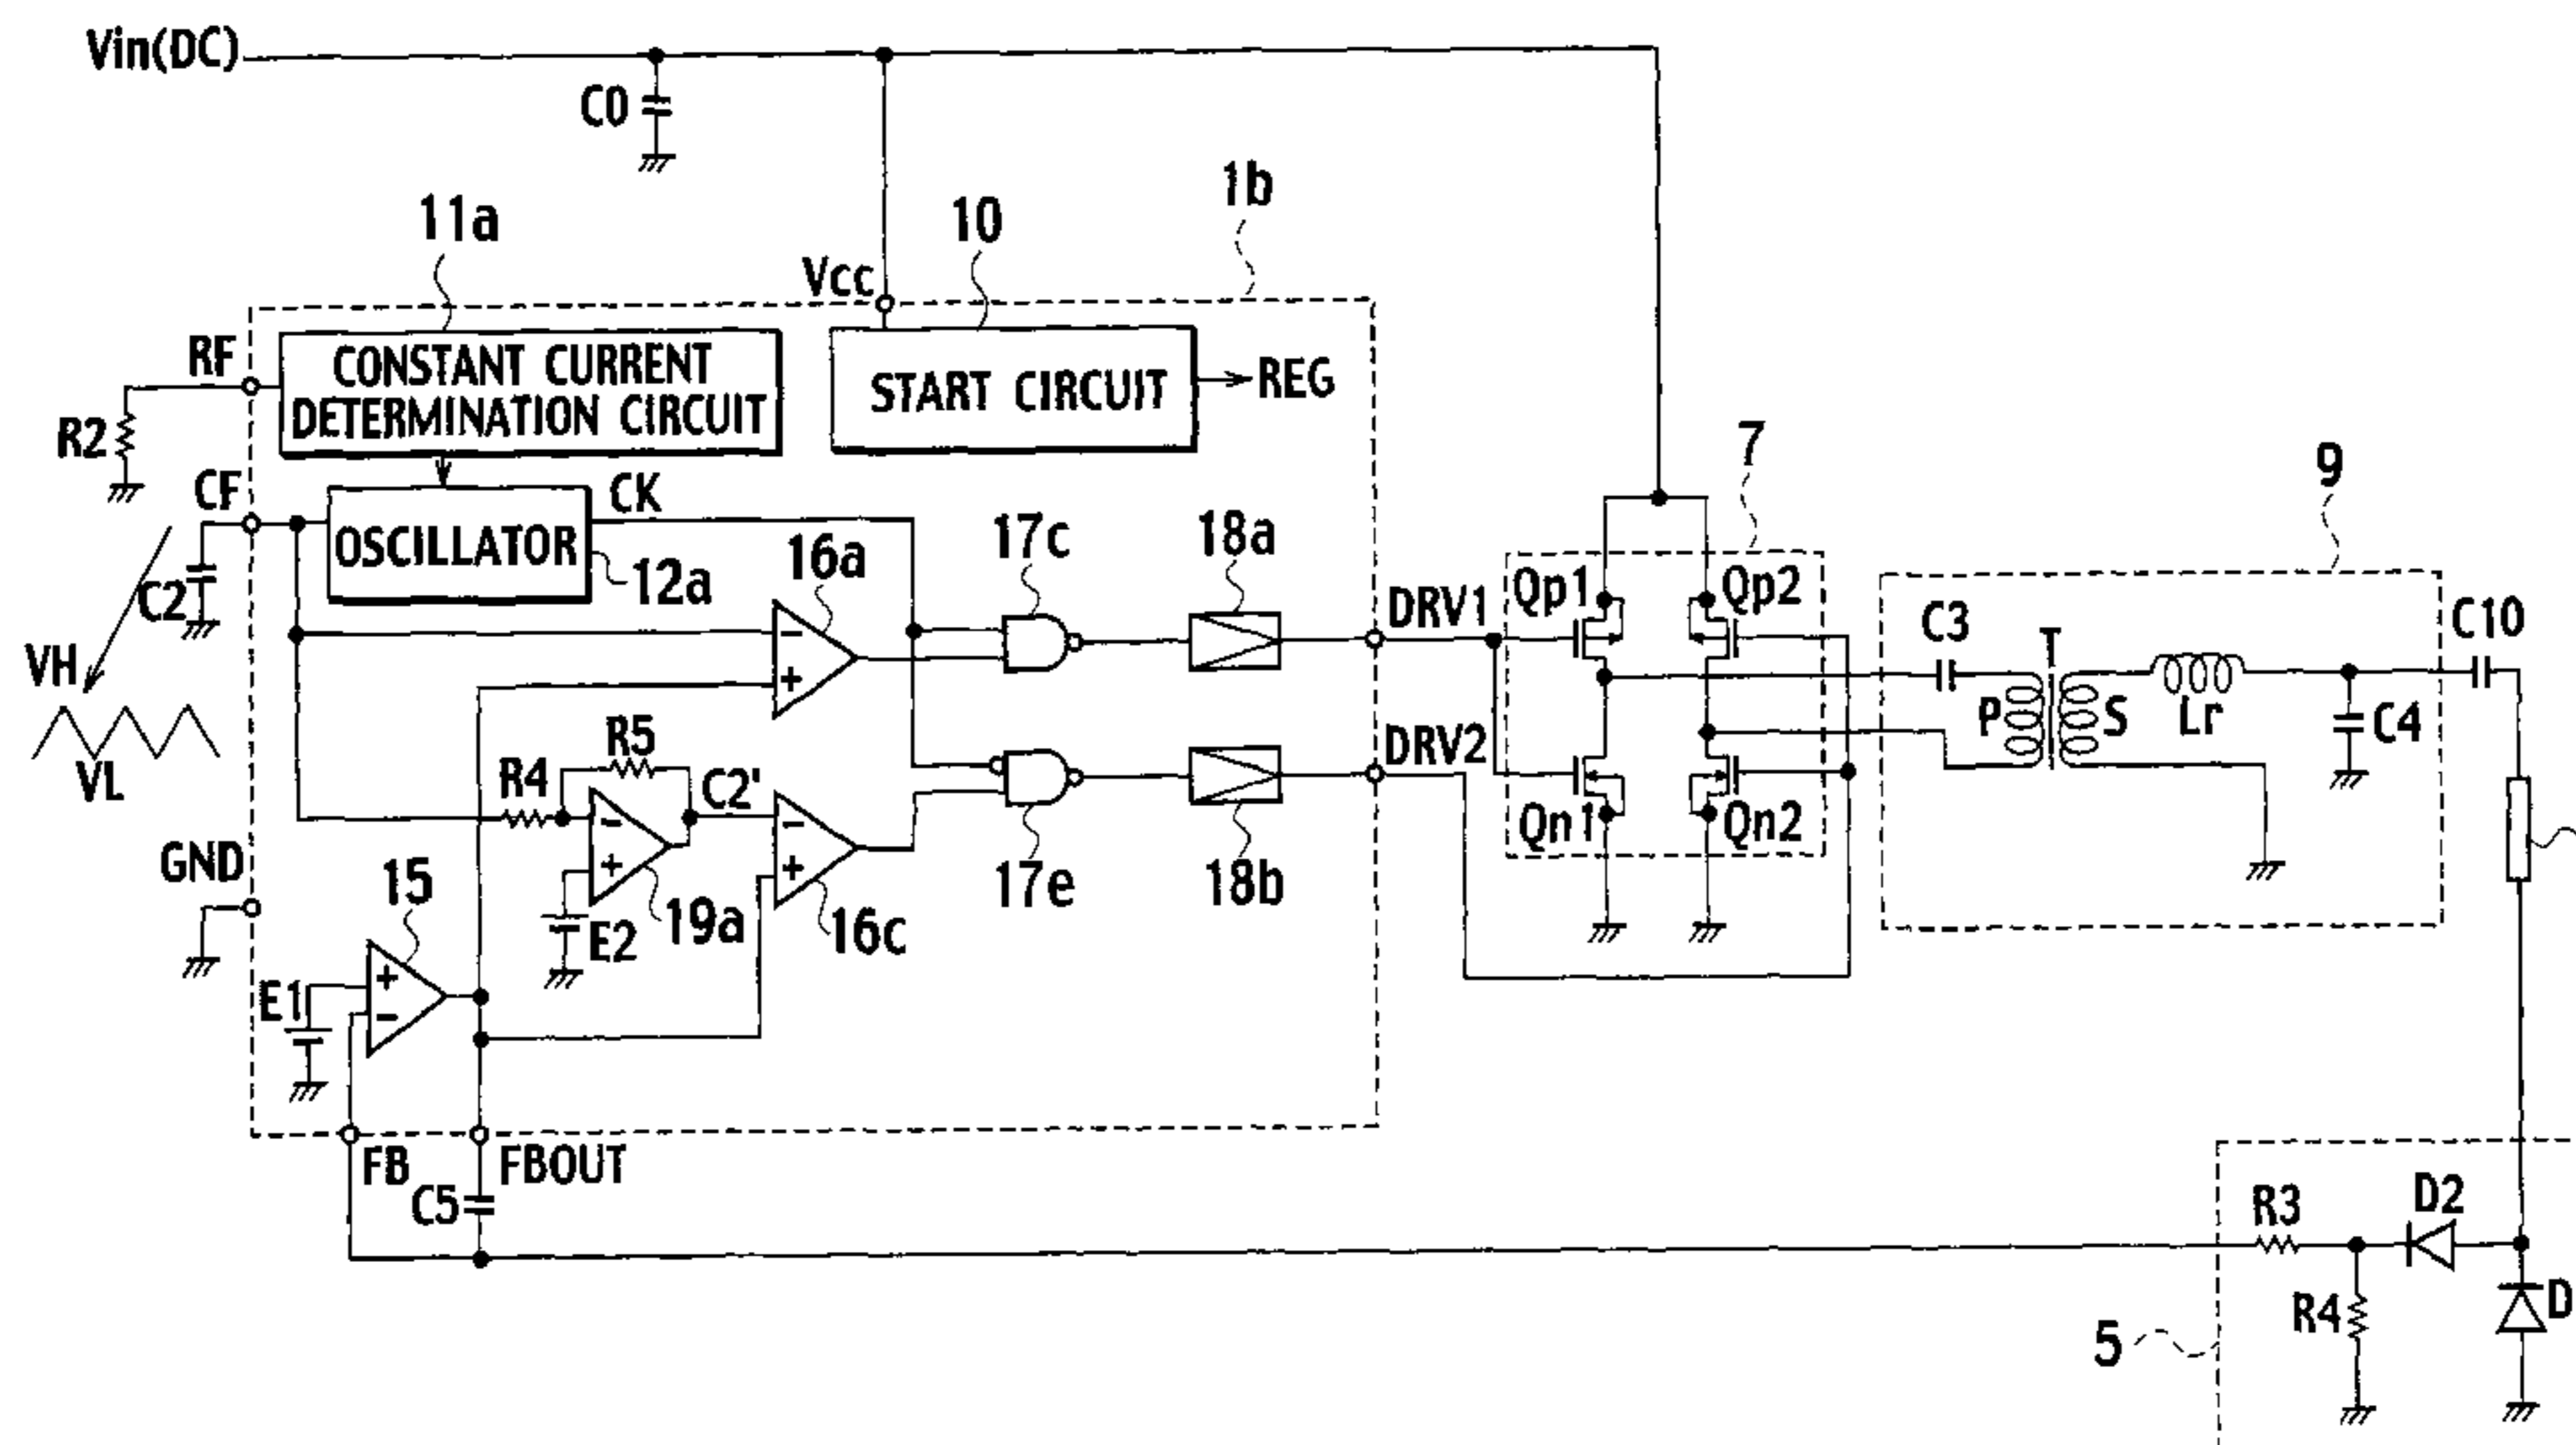 Vin(DC)
C0
11a
10
1b
Vcc
RF
CONSTANT CURRENT
DETERMINATION CIRCUIT
START CIRCUIT
REG
R2
CF
CK
OSCILLATOR
12a
16a
17c
18a
7
9
C2
VH
VL
DRV1
Qp1
Qp2
C3
T
C10
P
S
Lr
C4
R5
R4
C2'
DRV2
Qn1
Qn2
GND
15
19a
E2
16c
17e
18b
E1
+
-
FB
FBOUT
C5
R3
D2
R4
D
5